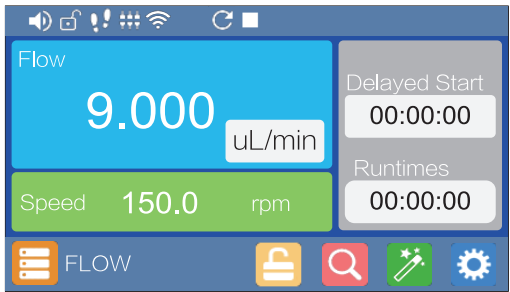 Flow
9.000
uL/min
Delayed Start
00:00:00
Runtimes
00:00:00
Speed 150.0 rpm
FLOW